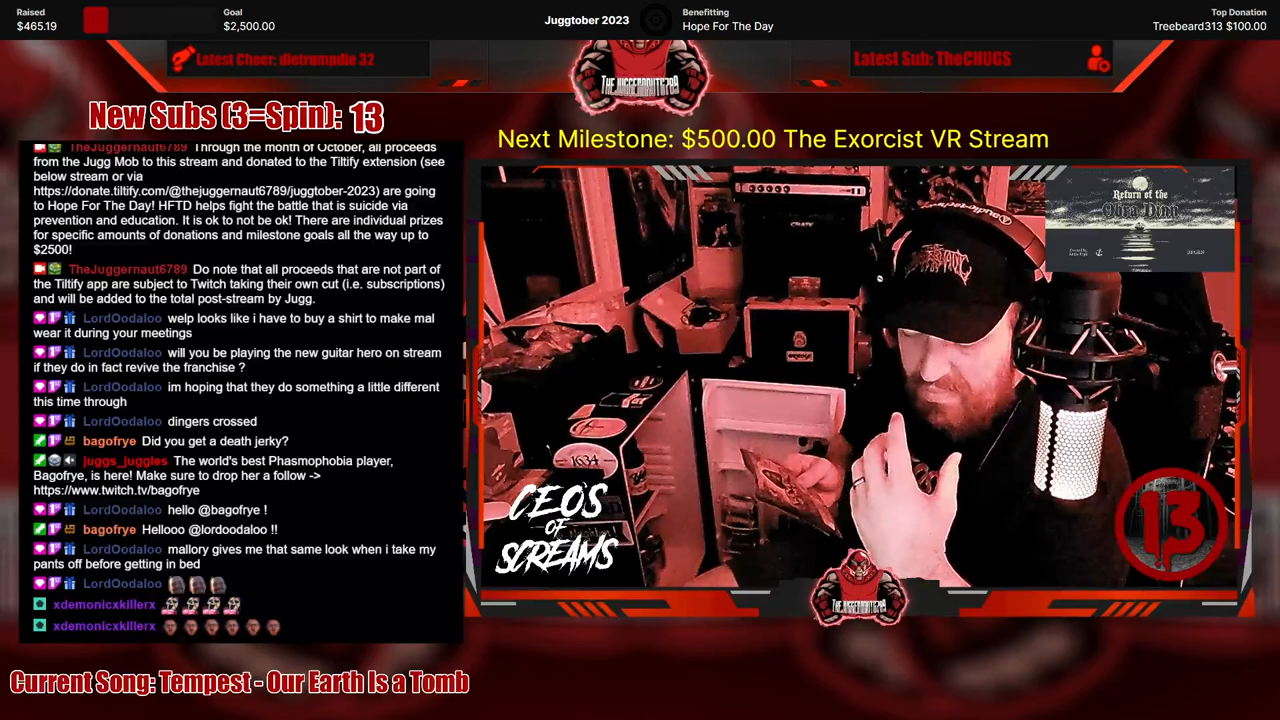 Raised
$465.19
Goal
$2,500.00
Juggtober 2023
Benefitting
Hope For The Day
Top Donation
Treebeard313 $100.00
Latest Cheer: dietrumpdie 32
THEJUGGERNAUT6789
Latest Sub: TheCHUGS
New Subs (3=Spin): 13
Next Milestone: $500.00 The Exorcist VR Stream
TheJuggernaut6789 Through the month of October, all proceeds
from the Jugg Mob to this stream and donated to the Tiltify extension (see
below stream or via
https://donate.tiltify.com/@thejuggernaut6789/juggtober-2023) are going
to Hope For The Day! HFTD helps fight the battle that is suicide via
prevention and education. It is ok to not be ok! There are individual prizes
for specific amounts of donations and milestone goals all the way up to
$2500!
TheJuggernaut6789 Do note that all proceeds that are not part of
the Tiltify app are subject to Twitch taking their own cut (i.e. subscriptions)
and will be added to the total post-stream by Jugg.
LordOodaloo welp looks like i have to buy a shirt to make mal
wear it during your meetings
LordOodaloo will you be playing the new guitar hero on stream
if they do in fact revive the franchise ?
LordOodaloo im hoping that they do something a little different
this time through
LordOodaloo dingers crossed
bagofrye Did you get a death jerky?
juggs_juggles The world's best Phasmophobia player,
Bagofrye, is here! Make sure to drop her a follow ->
https://www.twitch.tv/bagofrye
LordOodaloo hello @bagofrye !
bagofrye Hellooo @lordoodaloo !!
LordOodaloo mallory gives me that same look when i take my
pants off before getting in bed
LordOodaloo
xdemonicxkillerx
xdemonicxkillerx
Return of the
Obra Dinn
CRATE
audio-technica
1634
CEOS
OF
SCREAMS
13
THEJUGGERNAUT6789
Current Song: Tempest - Our Earth Is a Tomb